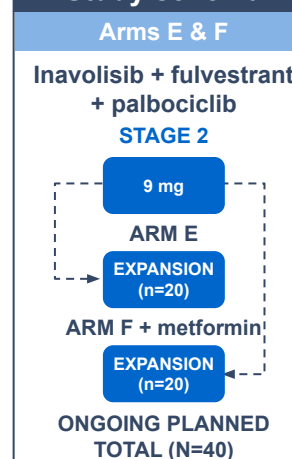 Arms E & F
Inavolisib + fulvestrant
+ palbociclib
STAGE 2
9 mg
ARM E
EXPANSION
(n=20)
ARM F + metformin
EXPANSION
(n=20)
ONGOING PLANNED
TOTAL (N=40)